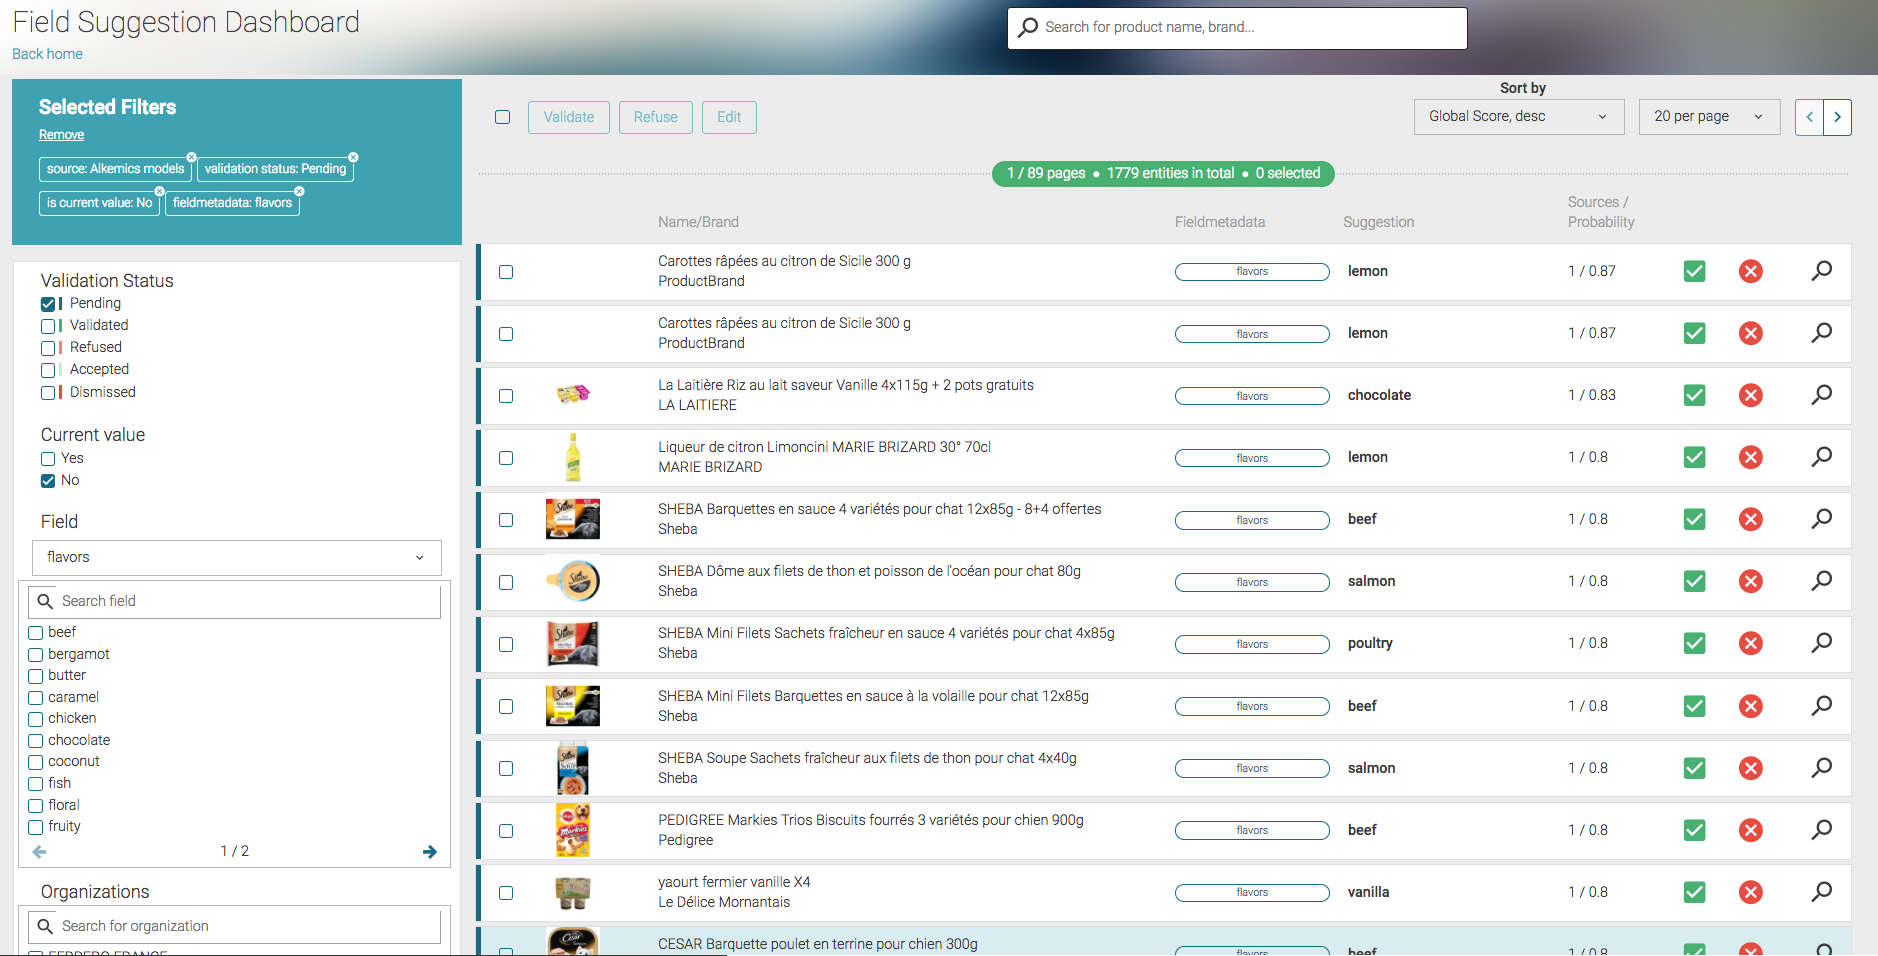 Field Suggestion Dashboard
Back home
Search for product name, brand...
Selected Filters
Remove
source: Alkemics models
validation status: Pending
is current value: No
fieldmetadata: flavors
Validation Status
Pending
Validated
Refused
Accepted
Dismissed
Current value
Yes
No
Field
flavors
Search field
beef
bergamot
butter
caramel
chicken
chocolate
coconut
fish
floral
fruity
1 / 2
Organizations
Search for organization
FERRERO FRANCE
Validate
Refuse
Edit
Sort by
Global Score, desc
20 per page
1 / 89 pages • 1779 entities in total • 0 selected
Name/Brand
Fieldmetadata
Suggestion
Sources /
Probability
Carottes râpées au citron de Sicile 300 g
ProductBrand
flavors
lemon
1 / 0.87
Carottes râpées au citron de Sicile 300 g
ProductBrand
flavors
lemon
1 / 0.87
La Laitière Riz au lait saveur Vanille 4x115g + 2 pots gratuits
LA LAITIERE
flavors
chocolate
1 / 0.83
Liqueur de citron Limoncini MARIE BRIZARD 30° 70cl
MARIE BRIZARD
flavors
lemon
1 / 0.8
SHEBA Barquettes en sauce 4 variétés pour chat 12x85g - 8+4 offertes
Sheba
flavors
beef
1 / 0.8
SHEBA Dôme aux filets de thon et poisson de l'océan pour chat 80g
Sheba
flavors
salmon
1 / 0.8
SHEBA Mini Filets Sachets fraîcheur en sauce 4 variétés pour chat 4x85g
Sheba
flavors
poultry
1 / 0.8
SHEBA Mini Filets Barquettes en sauce à la volaille pour chat 12x85g
Sheba
flavors
beef
1 / 0.8
SHEBA Soupe Sachets fraîcheur aux filets de thon pour chat 4x40g
Sheba
flavors
salmon
1 / 0.8
PEDIGREE Markies Trios Biscuits fourrés 3 variétés pour chien 900g
Pedigree
flavors
beef
1 / 0.8
yaourt fermier vanille X4
Le Délice Mornantais
flavors
vanilla
1 / 0.8
CESAR Barquette poulet en terrine pour chien 300g
flavors
beef
1 / 0.8